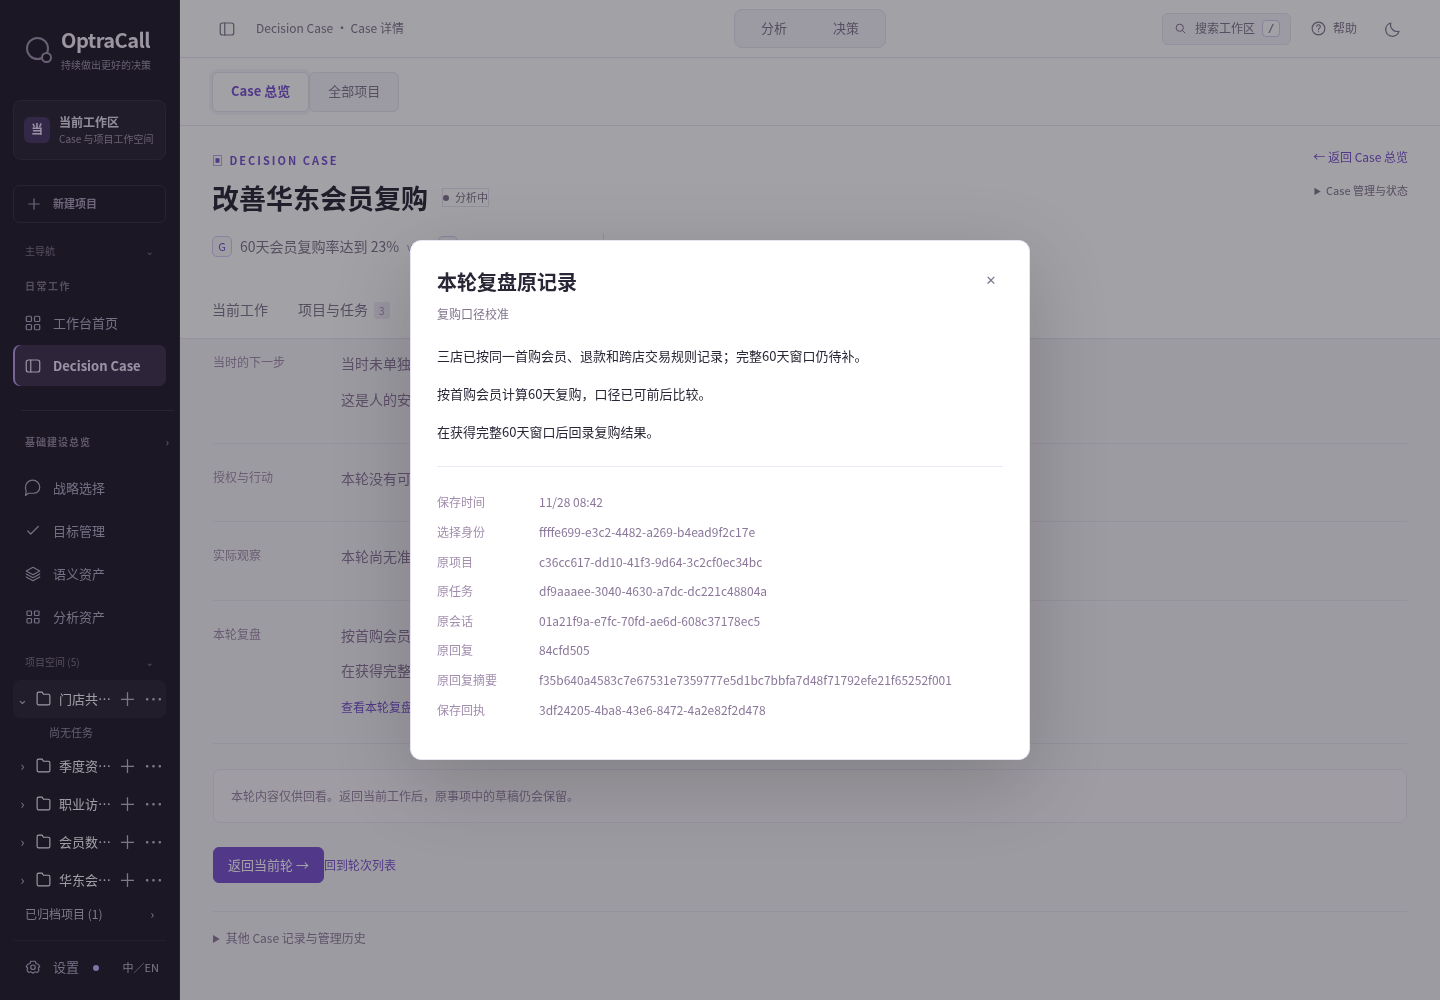 OptraCall
持续做出更好的决策
当
当前工作区
Case 与项目工作空间
新建项目
主导航
日常工作
工作台首页
Decision Case
基础建设总览
战略选择
目标管理
语义资产
分析资产
项目空间 (5)
门店共…
尚无任务
季度资…
职业访…
会员数…
华东会…
已归档项目 (1)
设置
中／EN
Decision Case · Case 详情
分析
决策
搜索工作区 /
帮助
Case 总览
全部项目
DECISION CASE
← 返回 Case 总览
改善华东会员复购
分析中
▶ Case 管理与状态
G 60天会员复购率达到 23%
当前工作
项目与任务 3
当时的下一步
当时未单独
这是人的安
授权与行动
本轮没有可
实际观察
本轮尚无准
本轮复盘
按首购会员
在获得完整
查看本轮复盘
本轮内容仅供回看。返回当前工作后，原事项中的草稿仍会保留。
返回当前轮 →
回到轮次列表
▶ 其他 Case 记录与管理历史
本轮复盘原记录
×
复购口径校准
三店已按同一首购会员、退款和跨店交易规则记录；完整60天窗口仍待补。
按首购会员计算60天复购，口径已可前后比较。
在获得完整60天窗口后回录复购结果。
保存时间 11/28 08:42
选择身份 ffffe699-e3c2-4482-a269-b4ead9f2c17e
原项目 c36cc617-dd10-41f3-9d64-3c2cf0ec34bc
原任务 df9aaaee-3040-4630-a7dc-dc221c48804a
原会话 01a21f9a-e7fc-70fd-ae6d-608c37178ec5
原回复 84cfd505
原回复摘要 f35b640a4583c7e67531e7359777e5d1bc7bbfa7d48f71792efe21f65252f001
保存回执 3df24205-4ba8-43e6-8472-4a2e82f2d478